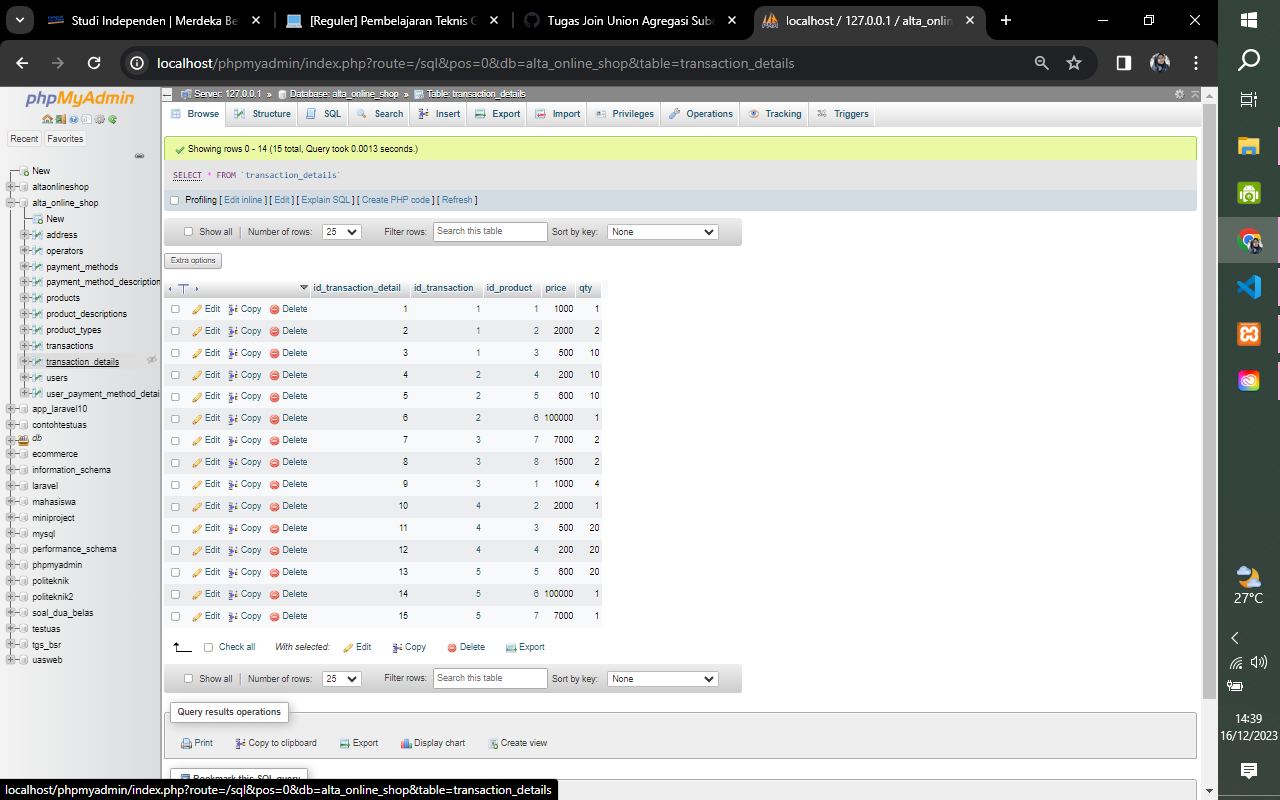 Studi Independen | Merdeka Be
[Reguler] Pembelajaran Teknis G
Tugas Join Union Agregasi Sub
localhost / 127.0.0.1 / alta_onlin
localhost/phpmyadmin/index.php?route=/sql&pos=0&db=alta_online_shop&table=transaction_details
phpMyAdmin
Recent Favorites
New
altaonlineshop
alta_online_shop
New
address
operators
payment_methods
payment_method_description
products
product_descriptions
product_types
transactions
transaction_details
users
user_payment_method_detai
app_laravel10
contohtestuas
db
ecommerce
information_schema
laravel
mahasiswa
miniproject
mysql
performance_schema
phpmyadmin
politeknik
politeknik2
soal_dua_belas
testuas
tgs_bsr
uasweb
Server: 127.0.0.1 » Database: alta_online_shop » Table: transaction_details
Browse Structure SQL Search Insert Export Import Privileges Operations Tracking Triggers
Showing rows 0 - 14 (15 total, Query took 0.0013 seconds.)
SELECT * FROM `transaction_details`
Profiling [ Edit inline ] [ Edit ] [ Explain SQL ] [ Create PHP code ] [ Refresh ]
Show all | Number of rows: 25 Filter rows: Search this table Sort by key: None
Extra options
id_transaction_detail id_transaction id_product price qty
Edit Copy Delete 1 1 1 1000 1
Edit Copy Delete 2 1 2 2000 2
Edit Copy Delete 3 1 3 500 10
Edit Copy Delete 4 2 4 200 10
Edit Copy Delete 5 2 5 600 10
Edit Copy Delete 6 2 6 100000 1
Edit Copy Delete 7 3 7 7000 2
Edit Copy Delete 8 3 8 1500 2
Edit Copy Delete 9 3 1 1000 4
Edit Copy Delete 10 4 2 2000 1
Edit Copy Delete 11 4 3 500 20
Edit Copy Delete 12 4 4 200 20
Edit Copy Delete 13 5 5 600 20
Edit Copy Delete 14 5 6 100000 1
Edit Copy Delete 15 5 7 7000 1
Check all With selected: Edit Copy Delete Export
Show all | Number of rows: 25 Filter rows: Search this table Sort by key: None
Query results operations
Print Copy to clipboard Export Display chart Create view
Bookmark this SQL query
localhost/phpmyadmin/index.php?route=/sql&pos=0&db=alta_online_shop&table=transaction_details
27°C
14:39
16/12/2023